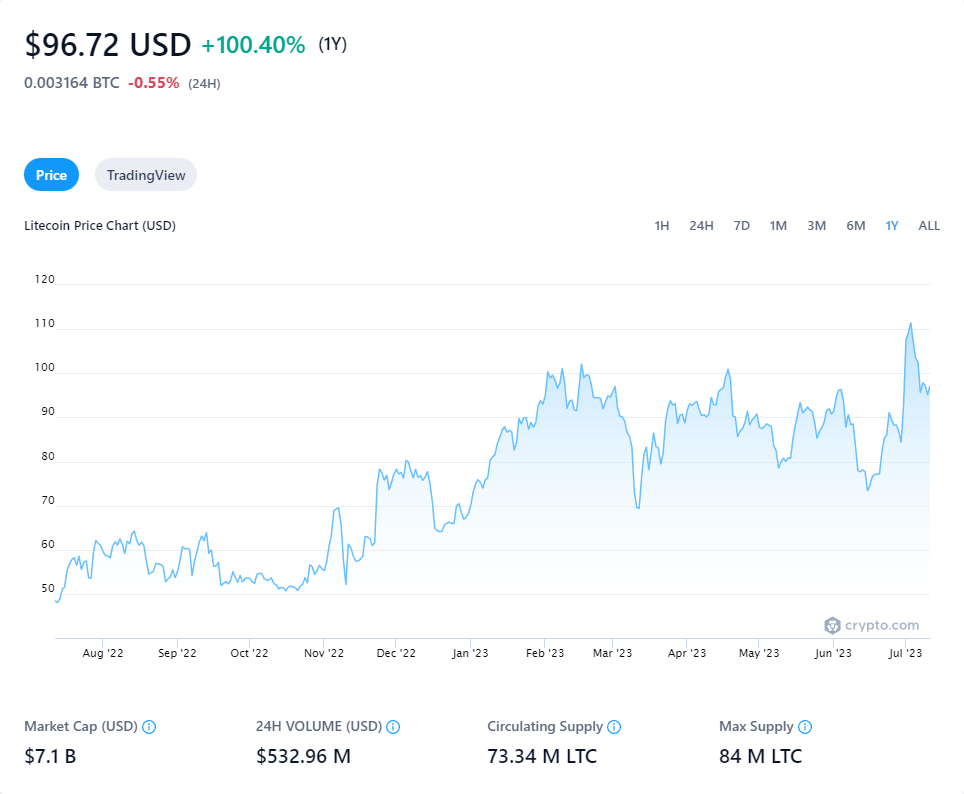 $96.72 USD +100.40% (1Y)
0.003164 BTC -0.55% (24H)
Price TradingView
Litecoin Price Chart (USD) 1H 24H 7D 1M 3M 6M 1Y ALL
120
110
100
90
80
70
60
50
crypto.com
Aug '22 Sep '22 Oct '22 Nov '22 Dec '22 Jan '23 Feb '23 Mar '23 Apr '23 May '23 Jun '23 Jul '23
Market Cap (USD) 24H VOLUME (USD) Circulating Supply Max Supply
$7.1 B $532.96 M 73.34 M LTC 84 M LTC